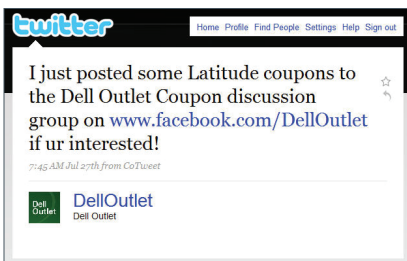 twitter
Home Profile Find People Settings Help Sign out
I just posted some Latitude coupons to
the Dell Outlet Coupon discussion
group on www.facebook.com/DellOutlet
if ur interested!
7:45 AM Jul 27th from CoTweet
Dell
Outlet
DellOutlet
Dell Outlet